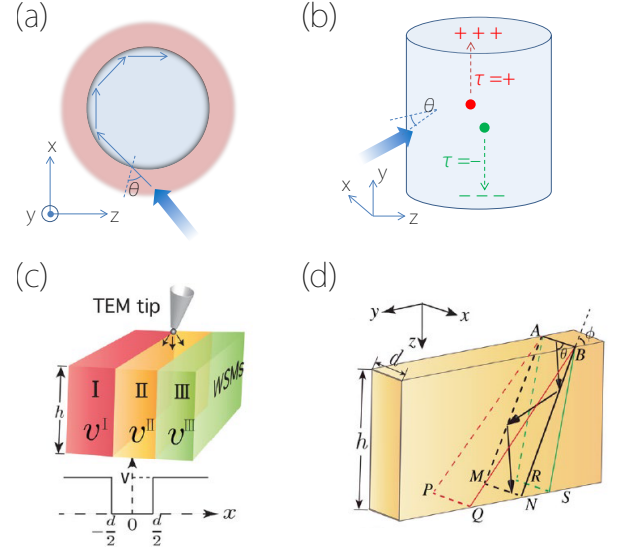 (a)
θ
x
y
z
(b)
+ + +
τ=+
θ
τ=–
– – –
x
y
z
(c)
TEM tip
I
II
III
WSMs
h
v^I
v^II
v^III
V
-d/2
0
d/2
x
(d)
y
x
z
A
ϕ
d
θ
B
h
M
R
P
Q
N
S